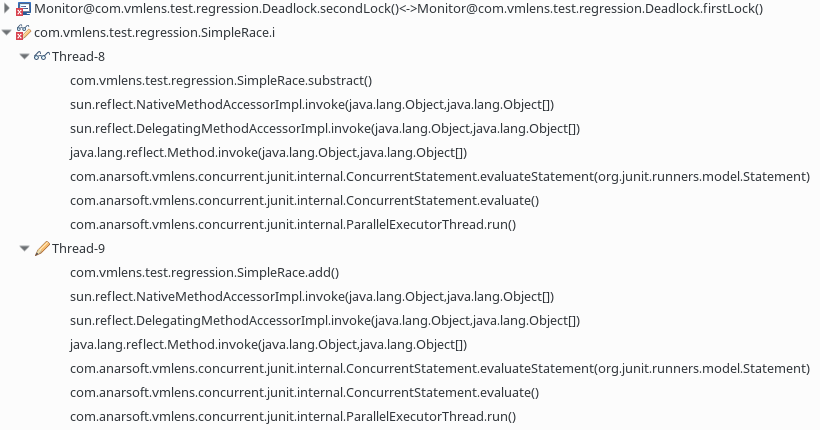 Monitor@com.vmlens.test.regression.Deadlock.secondLock()<->Monitor@com.vmlens.test.regression.Deadlock.firstLock()
com.vmlens.test.regression.SimpleRace.i
Thread-8
com.vmlens.test.regression.SimpleRace.substract()
sun.reflect.NativeMethodAccessorImpl.invoke(java.lang.Object,java.lang.Object[])
sun.reflect.DelegatingMethodAccessorImpl.invoke(java.lang.Object,java.lang.Object[])
java.lang.reflect.Method.invoke(java.lang.Object,java.lang.Object[])
com.anarsoft.vmlens.concurrent.junit.internal.ConcurrentStatement.evaluateStatement(org.junit.runners.model.Statement)
com.anarsoft.vmlens.concurrent.junit.internal.ConcurrentStatement.evaluate()
com.anarsoft.vmlens.concurrent.junit.internal.ParallelExecutorThread.run()
Thread-9
com.vmlens.test.regression.SimpleRace.add()
sun.reflect.NativeMethodAccessorImpl.invoke(java.lang.Object,java.lang.Object[])
sun.reflect.DelegatingMethodAccessorImpl.invoke(java.lang.Object,java.lang.Object[])
java.lang.reflect.Method.invoke(java.lang.Object,java.lang.Object[])
com.anarsoft.vmlens.concurrent.junit.internal.ConcurrentStatement.evaluateStatement(org.junit.runners.model.Statement)
com.anarsoft.vmlens.concurrent.junit.internal.ConcurrentStatement.evaluate()
com.anarsoft.vmlens.concurrent.junit.internal.ParallelExecutorThread.run()